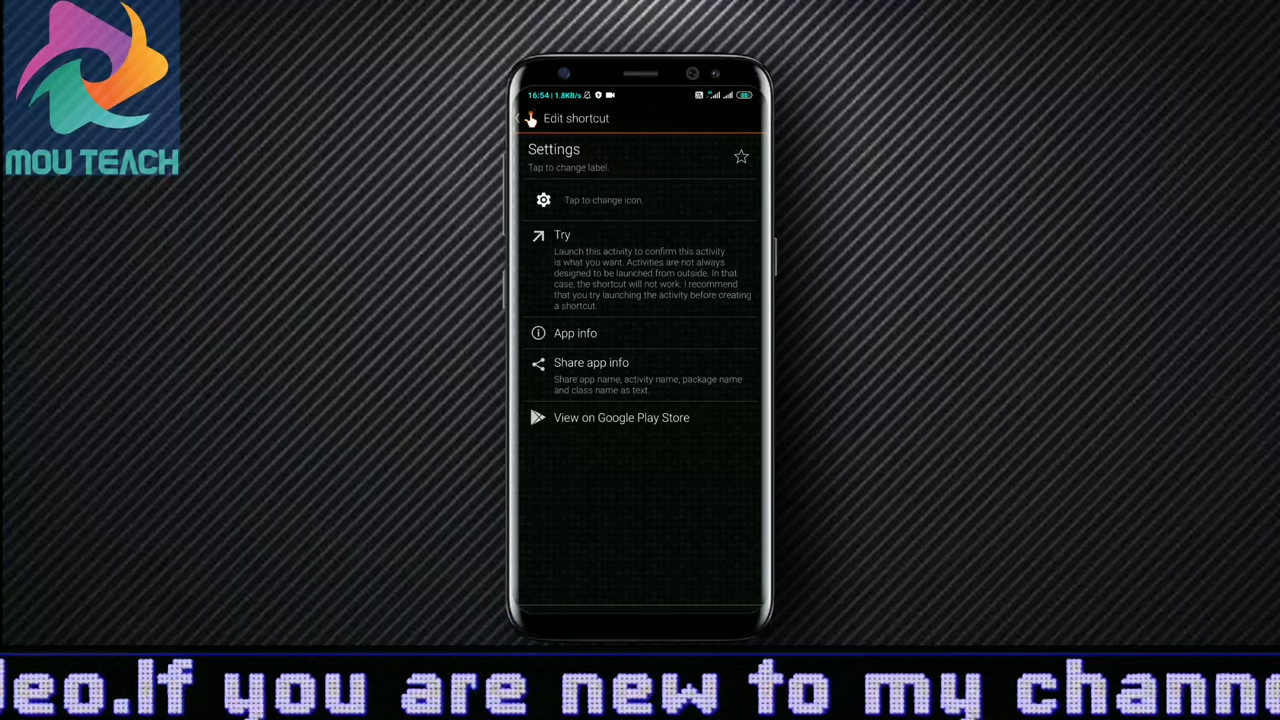 MOU TEACH
16:54 | 1.8KB/s
Edit shortcut
Settings
Tap to change label.
Tap to change icon.
Try
Launch this activity to confirm this activity
is what you want. Activities are not always
designed to be launched from outside. In that
case, the shortcut will not work. I recommend
that you try launching the activity before creating
a shortcut.
App info
Share app info
Share app name, activity name, package name
and class name as text.
View on Google Play Store
deo.If you are new to my channe